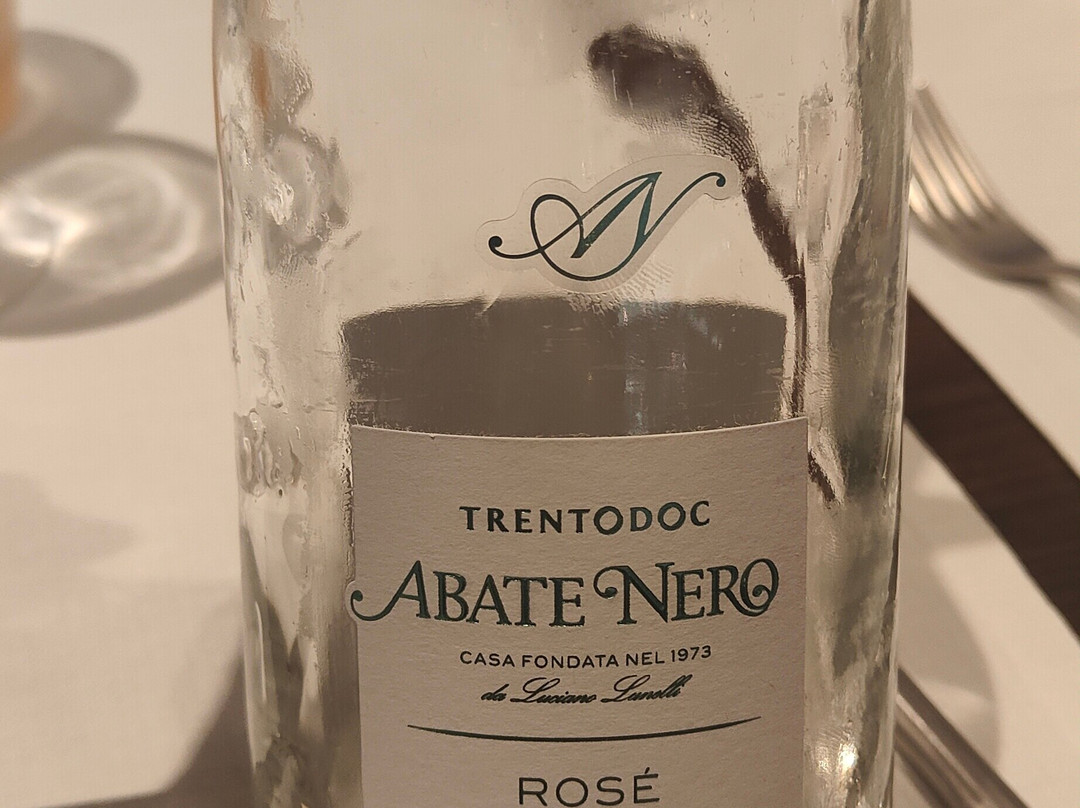 AN
TRENTODOC
ABATE NERO
CASA FONDATA NEL 1973
da Luciano Lunelli
ROSÉ